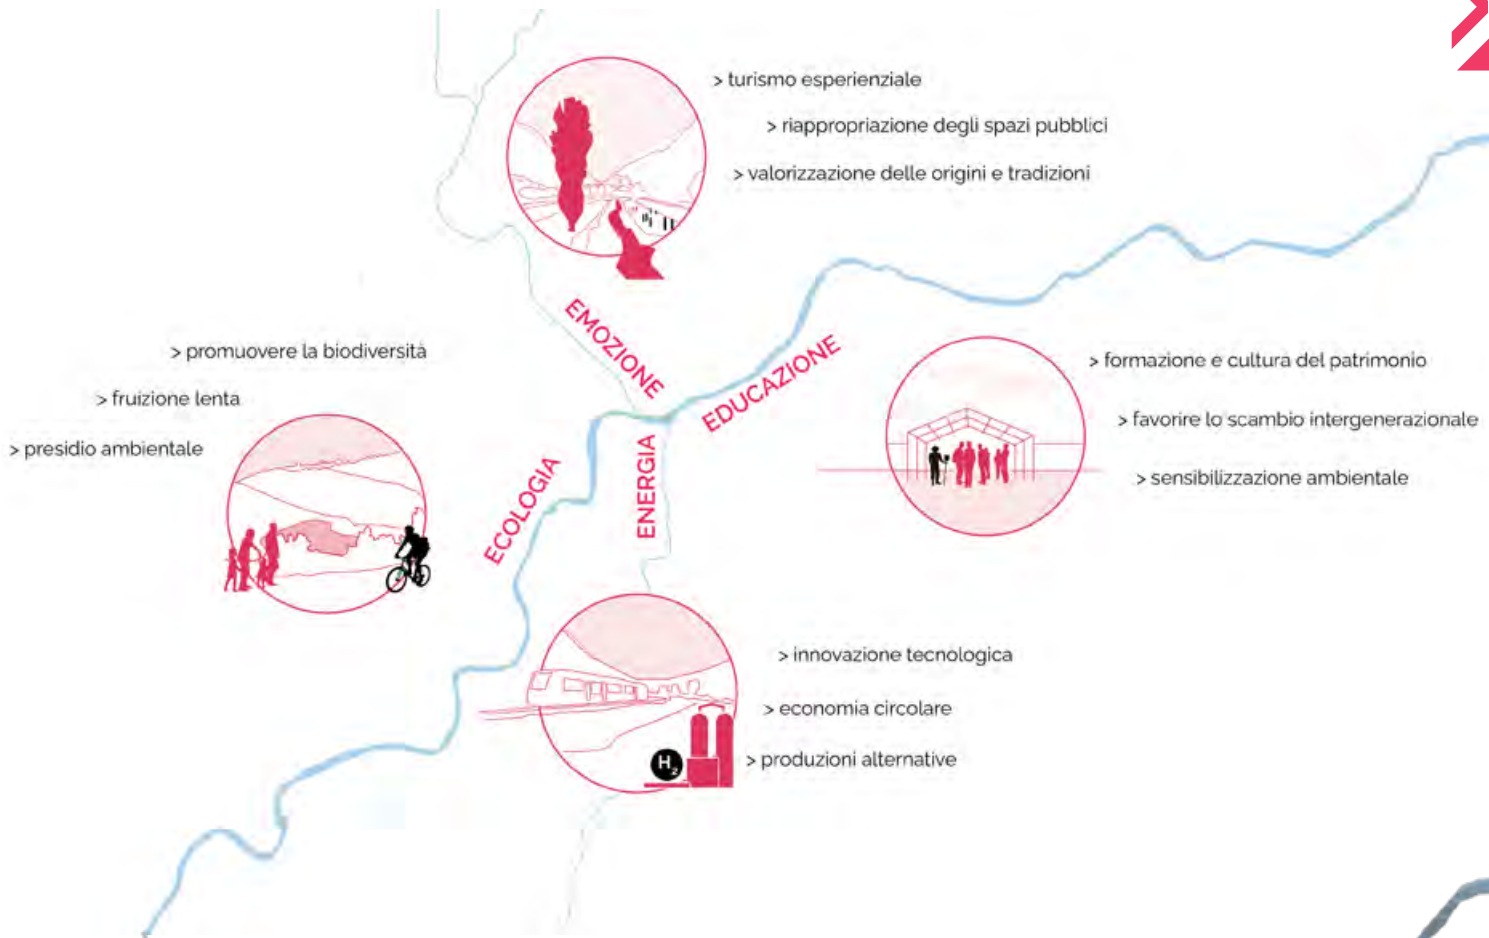 > turismo esperienziale
> riappropriazione degli spazi pubblici
> valorizzazione delle origini e tradizioni
EMOZIONE
EDUCAZIONE
> promuovere la biodiversità
> fruizione lenta
> presidio ambientale
> formazione e cultura del patrimonio
> favorire lo scambio intergenerazionale
> sensibilizzazione ambientale
ECOLOGIA
ENERGIA
> innovazione tecnologica
> economia circolare
> produzioni alternative
H₂